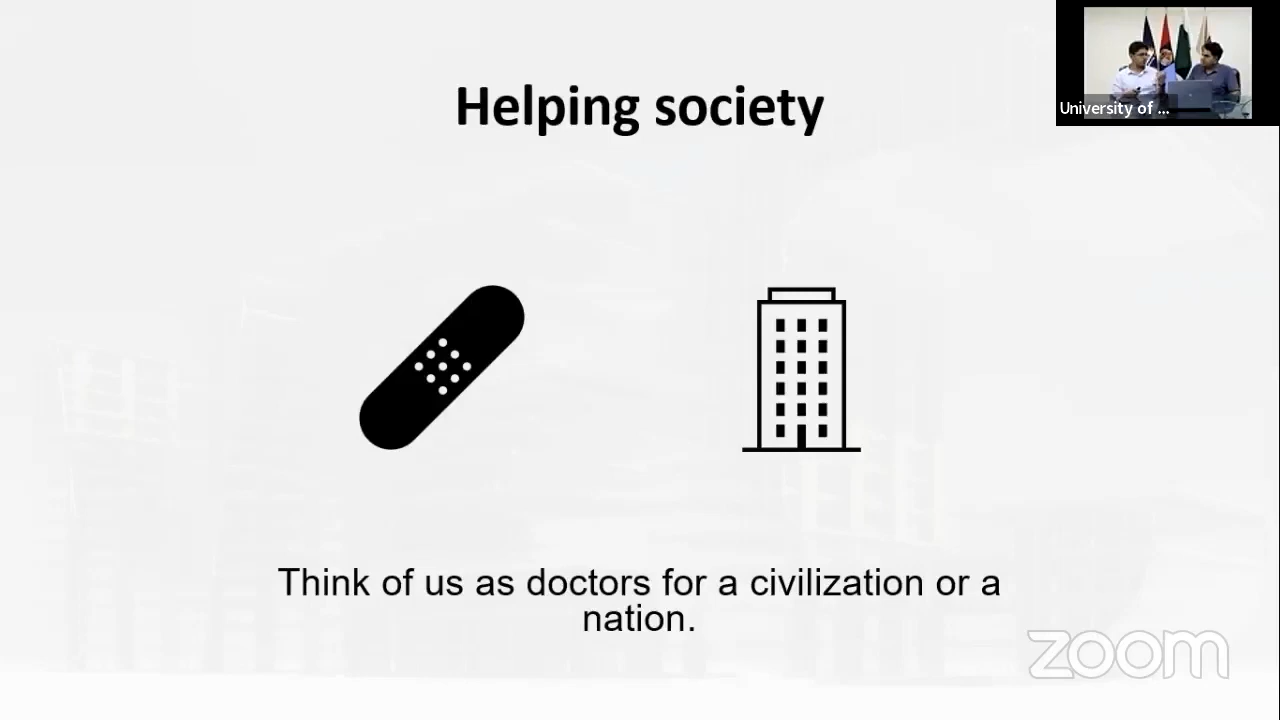 Helping society
University of ...
Think of us as doctors for a civilization or a
nation.
zoom